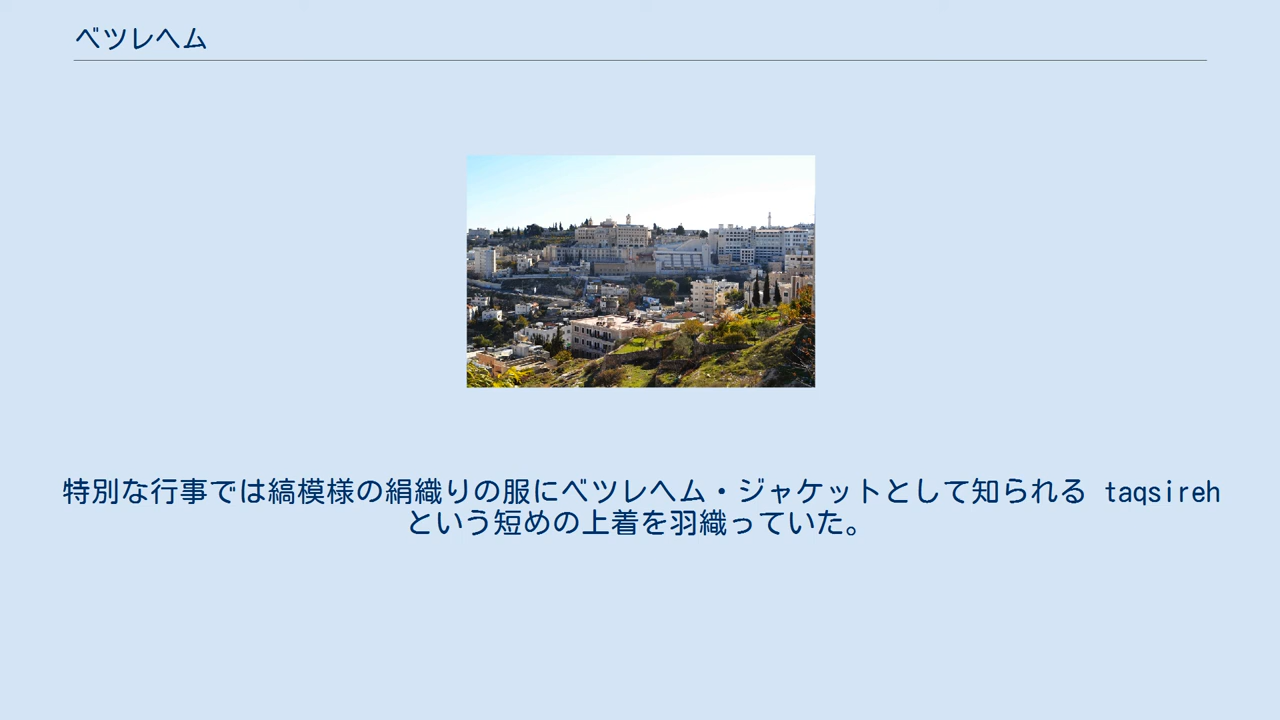 ベツレヘム
特別な行事では縞模様の絹織りの服にベツレヘム・ジャケットとして知られる taqsireh
という短めの上着を羽織っていた。